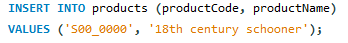 INSERT INTO products (productCode, productName)
VALUES ('S00_0000', '18th century schooner');